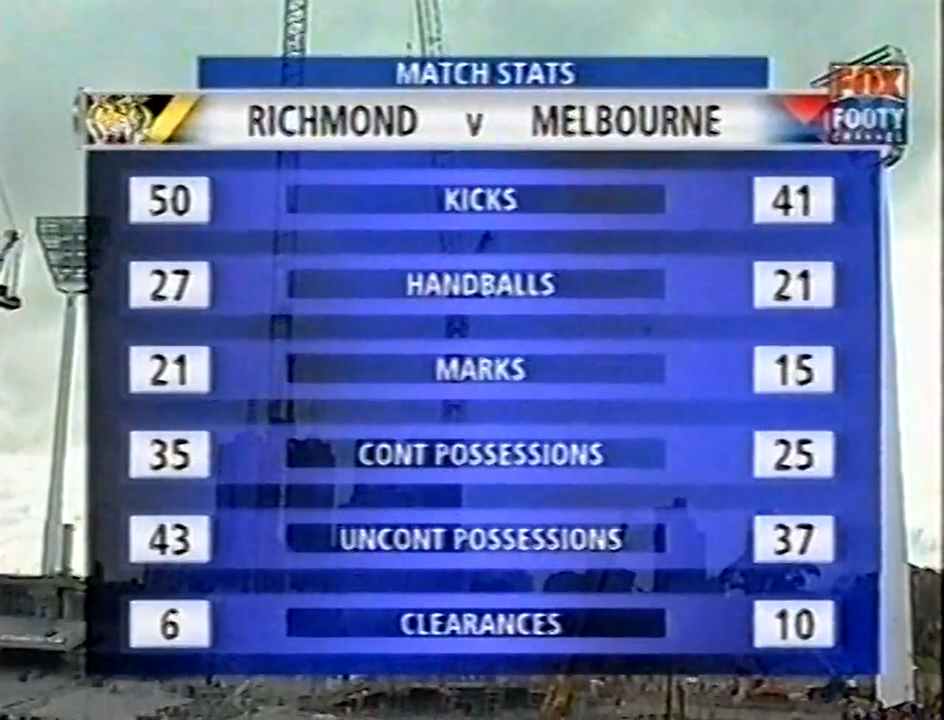 MATCH STATS
RICHMOND v MELBOURNE
FOX
FOOTY
CHANNEL
50 KICKS 41
27 HANDBALLS 21
21 MARKS 15
35 CONT POSSESSIONS 25
43 UNCONT POSSESSIONS 37
6 CLEARANCES 10